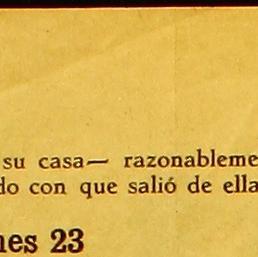 su casa— razonableme
do con que salió de ella
nes 23